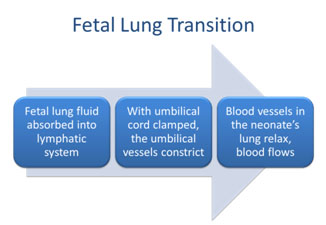 Fetal Lung Transition
Fetal lung fluid
absorbed into
lymphatic
system
With umbilical
cord clamped,
the umbilical
vessels constrict
Blood vessels in
the neonate's
lung relax,
blood flows